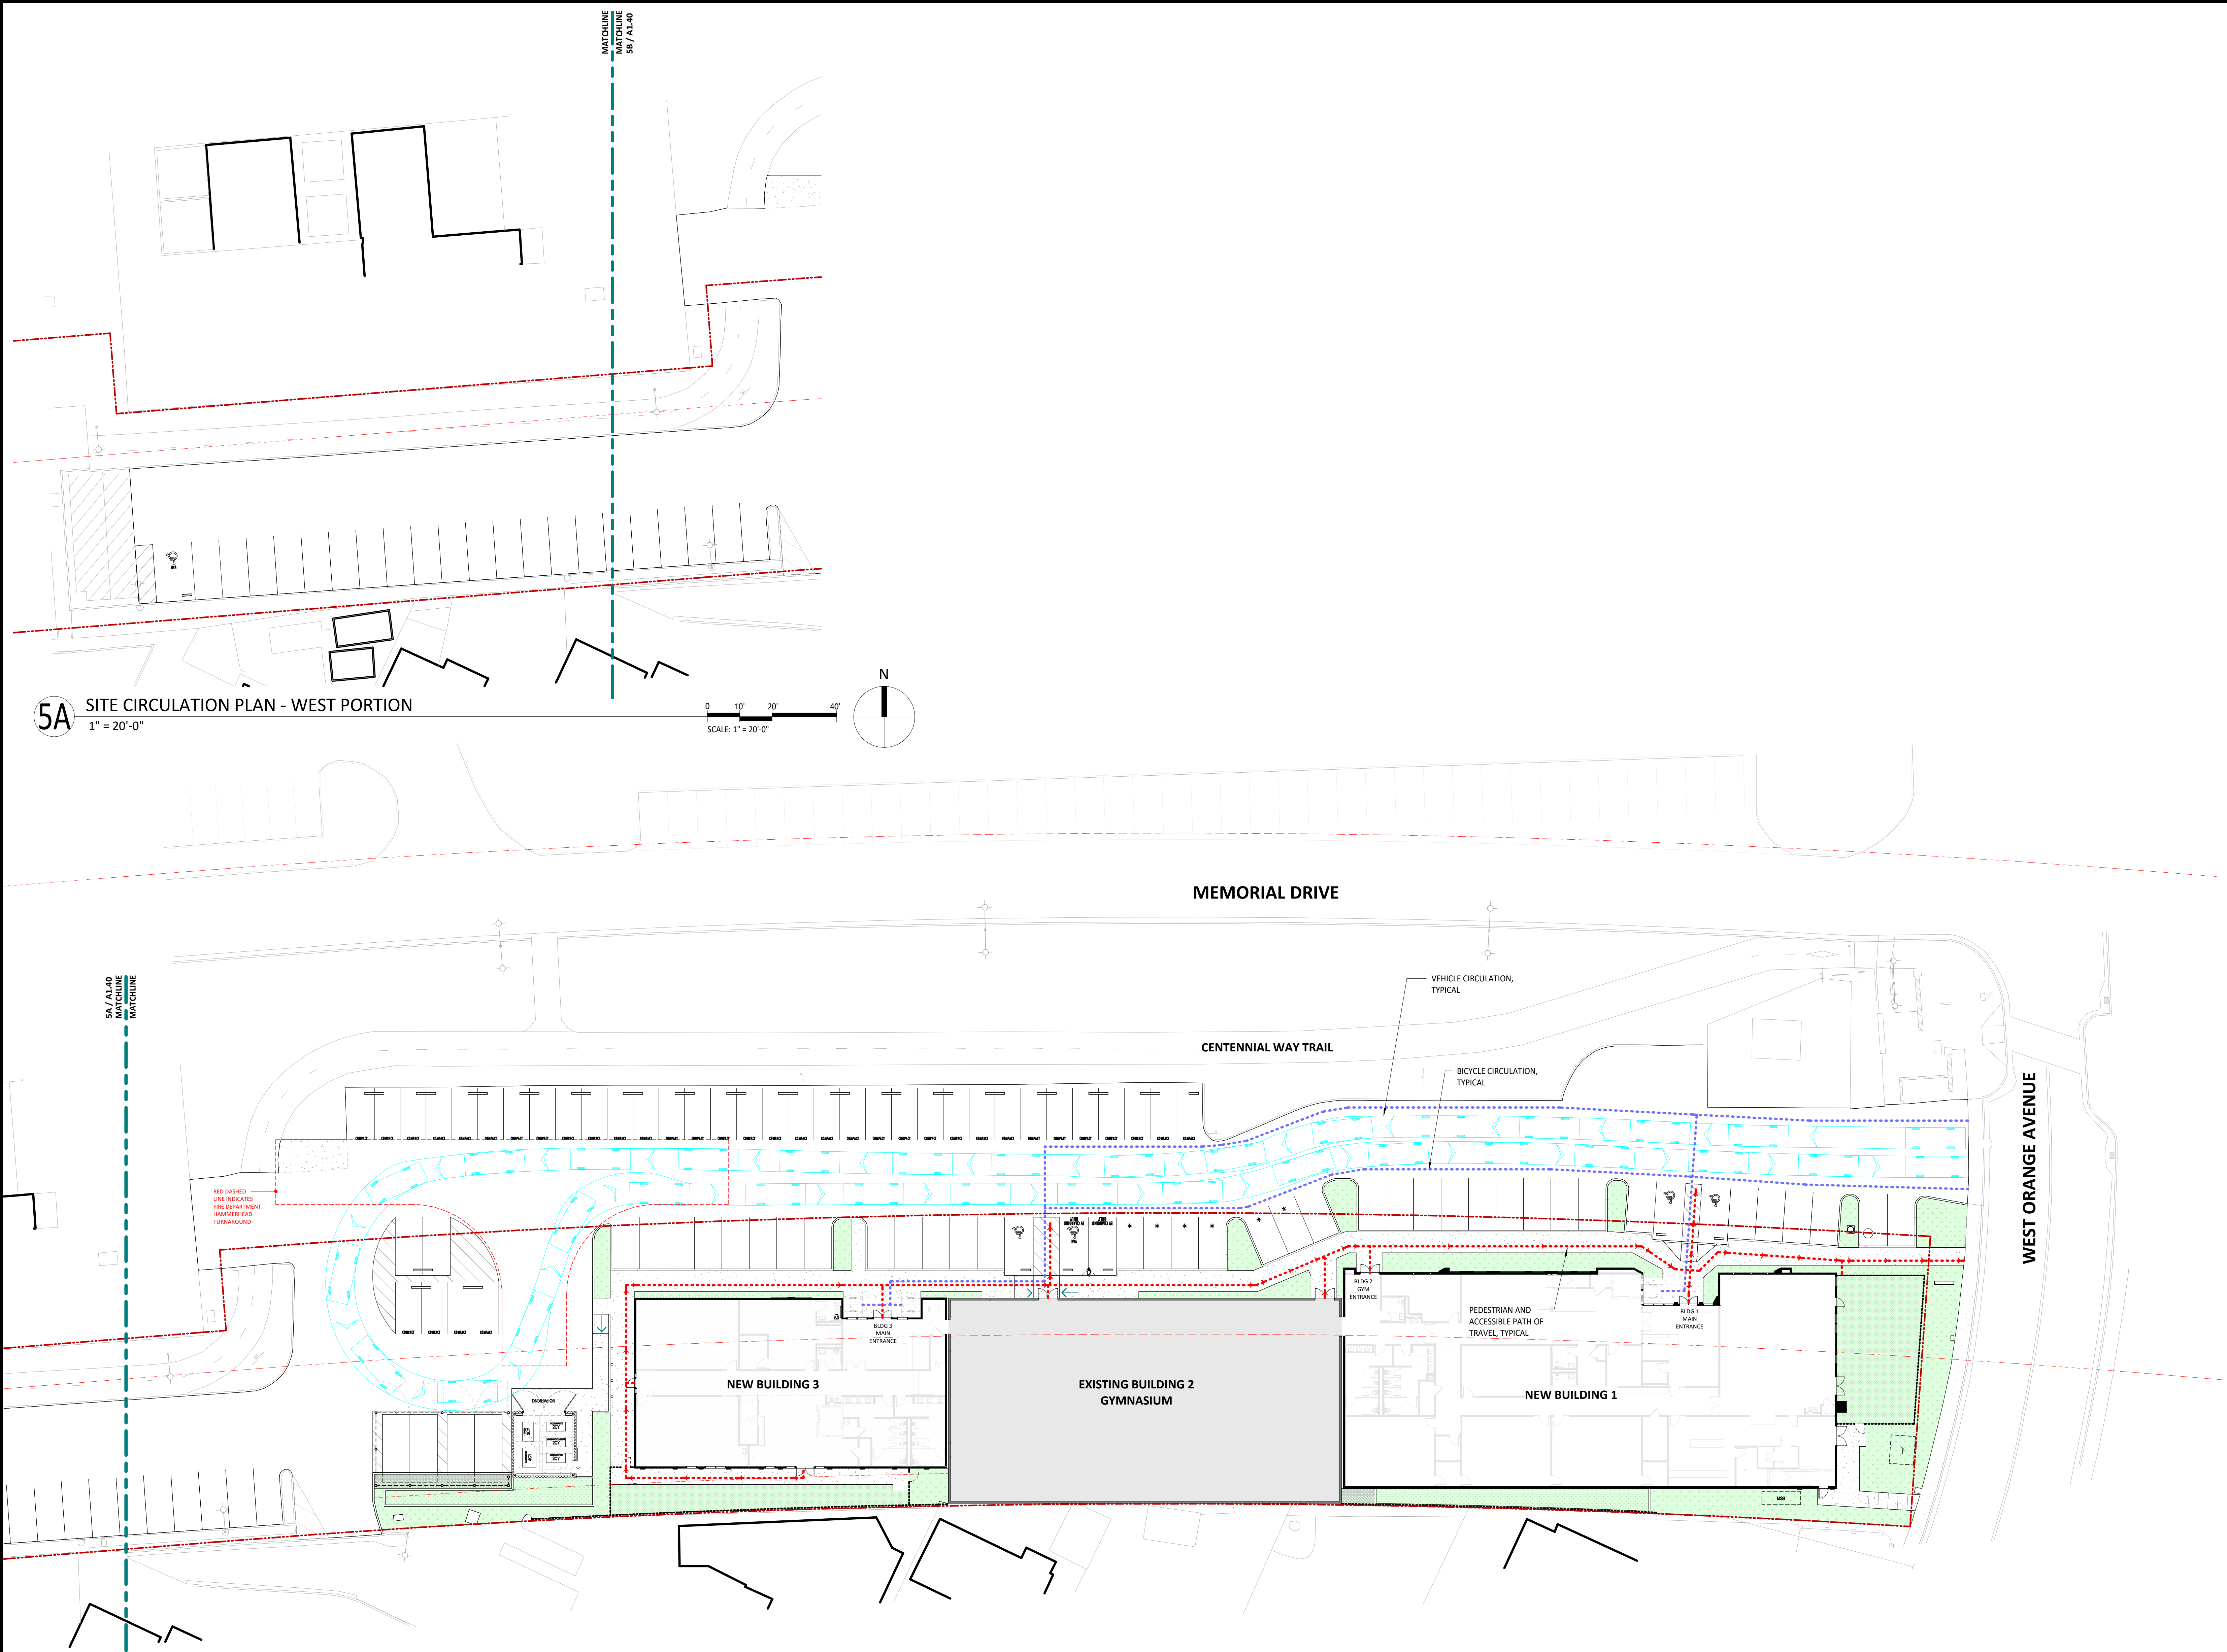 MATCHLINE
MATCHLINE
5B / A1.40
5A
SITE CIRCULATION PLAN - WEST PORTION
1" = 20'-0"
0 10' 20' 40'
SCALE: 1" = 20'-0"
N
MEMORIAL DRIVE
5A / A1.40
MATCHLINE
MATCHLINE
VEHICLE CIRCULATION,
TYPICAL
CENTENNIAL WAY TRAIL
BICYCLE CIRCULATION,
TYPICAL
WEST ORANGE AVENUE
RED DASHED
LINE INDICATES
FIRE DEPARTMENT
HAMMERHEAD
TURNAROUND
BLDG 2
GYM
ENTRANCE
BLDG 3
MAIN
ENTRANCE
PEDESTRIAN AND
ACCESSIBLE PATH OF
TRAVEL, TYPICAL
BLDG 1
MAIN
ENTRANCE
NEW BUILDING 3
EXISTING BUILDING 2
GYMNASIUM
NEW BUILDING 1
NO PARKING
T
MSB